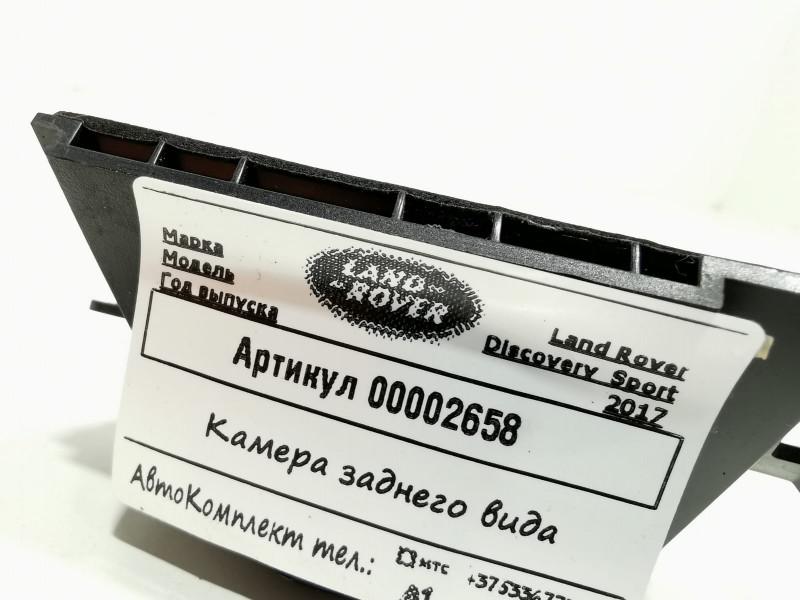 Марка
Модель
Год выпуска
LAND
ROVER
Land Rover
Discovery Sport
2017
Артикул 00002658
Камера заднего вида
АвтоКомплект тел.:
мтс